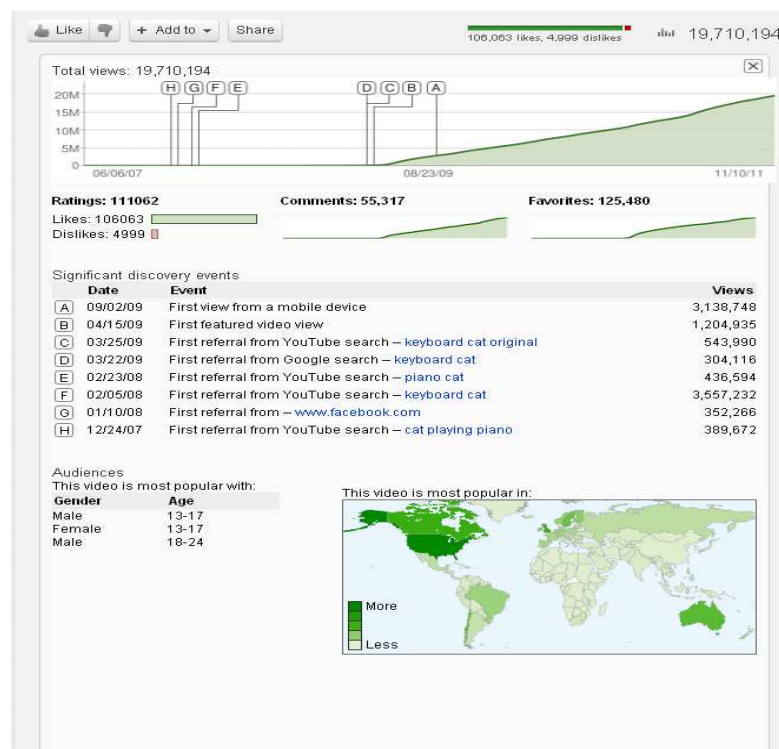 Like + Add to Share
106,063 likes, 4,999 dislikes 19,710,194
Total views: 19,710,194
H G F E D C B A
20M
15M
10M
5M
0
06/06/07 08/23/09 11/10/11
Ratings: 111062 Comments: 55,317 Favorites: 125,480
Likes: 106063
Dislikes: 4999
Significant discovery events
Date Event Views
A 09/02/09 First view from a mobile device 3,138,748
B 04/15/09 First featured video view 1,204,935
C 03/25/09 First referral from YouTube search – keyboard cat original 543,990
D 03/22/09 First referral from Google search – keyboard cat 304,116
E 02/23/08 First referral from YouTube search – piano cat 436,594
F 02/05/08 First referral from YouTube search – keyboard cat 3,557,232
G 01/10/08 First referral from – www.facebook.com 352,266
H 12/24/07 First referral from YouTube search – cat playing piano 389,672
Audiences
This video is most popular with:
Gender Age
Male 13-17
Female 13-17
Male 18-24
This video is most popular in:
More
Less